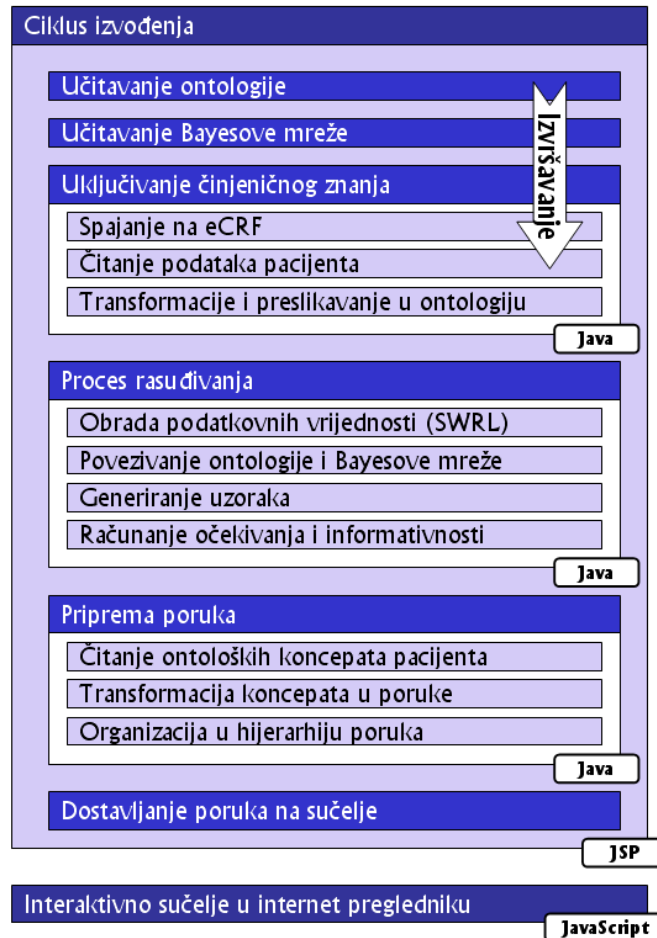 Ciklus izvođenja
Učitavanje ontologije
Učitavanje Bayesove mreže
Izvršavanje
Uključivanje činjeničnog znanja
Spajanje na eCRF
Čitanje podataka pacijenta
Transformacije i preslikavanje u ontologiju
Java
Proces rasuđivanja
Obrada podatkovnih vrijednosti (SWRL)
Povezivanje ontologije i Bayesove mreže
Generiranje uzoraka
Računanje očekivanja i informativnosti
Java
Priprema poruka
Čitanje ontoloških koncepata pacijenta
Transformacija koncepata u poruke
Organizacija u hijerarhiju poruka
Java
Dostavljanje poruka na sučelje
JSP
Interaktivno sučelje u internet pregledniku
JavaScript